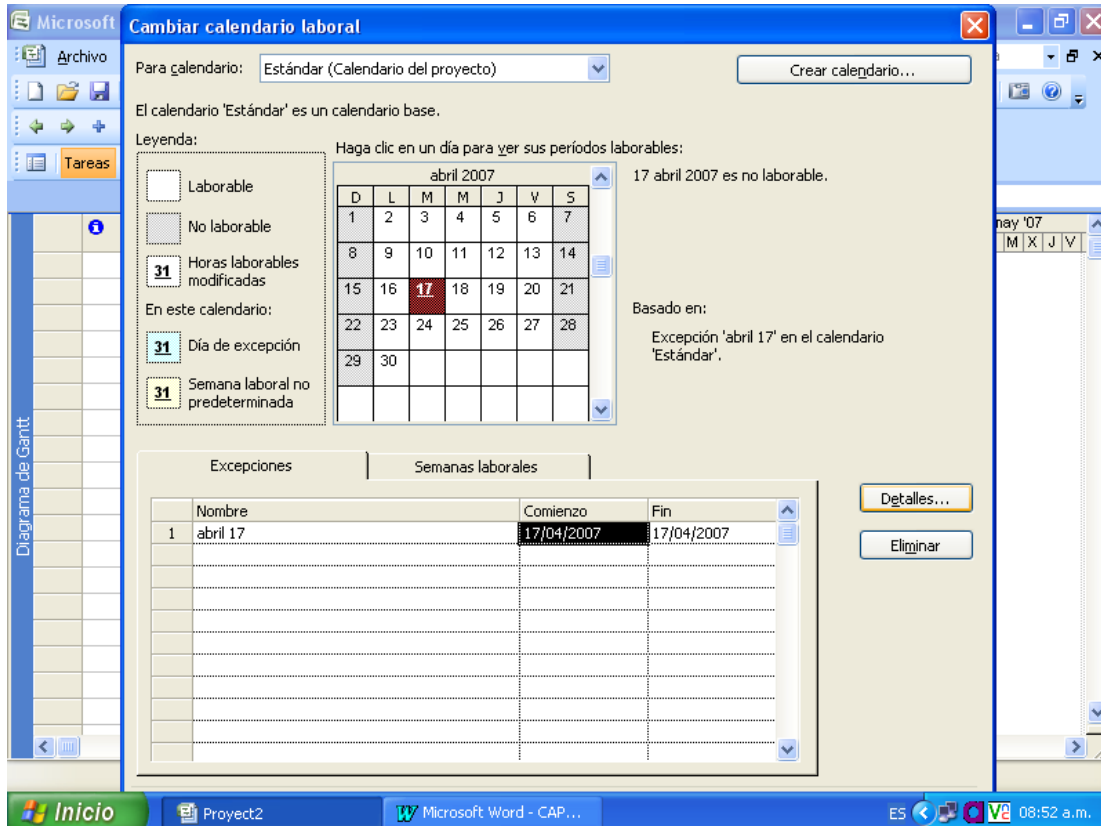 Microsoft
Cambiar calendario laboral
Archivo
Para calendario:
Estándar (Calendario del proyecto)
Crear calendario...
El calendario 'Estándar' es un calendario base.
Leyenda:
Haga clic en un día para ver sus períodos laborables:
Tareas
Laborable
No laborable
31 Horas laborables
modificadas
En este calendario:
31 Día de excepción
31 Semana laboral no
predeterminada
abril 2007
D L M M J V S
1 2 3 4 5 6 7
8 9 10 11 12 13 14
15 16 17 18 19 20 21
22 23 24 25 26 27 28
29 30
17 abril 2007 es no laborable.
Basado en:
Excepción 'abril 17' en el calendario
'Estándar'.
may '07
M X J V
Diagrama de Gantt
Excepciones
Semanas laborales
Nombre Comienzo Fin
1 abril 17 17/04/2007 17/04/2007
Detalles...
Eliminar
Inicio
Proyect2
Microsoft Word - CAP...
ES
08:52 a.m.